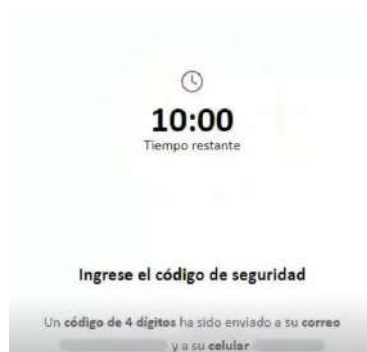 10:00
Tiempo restante
Ingrese el código de seguridad
Un código de 4 dígitos ha sido enviado a su correo
y a su celular